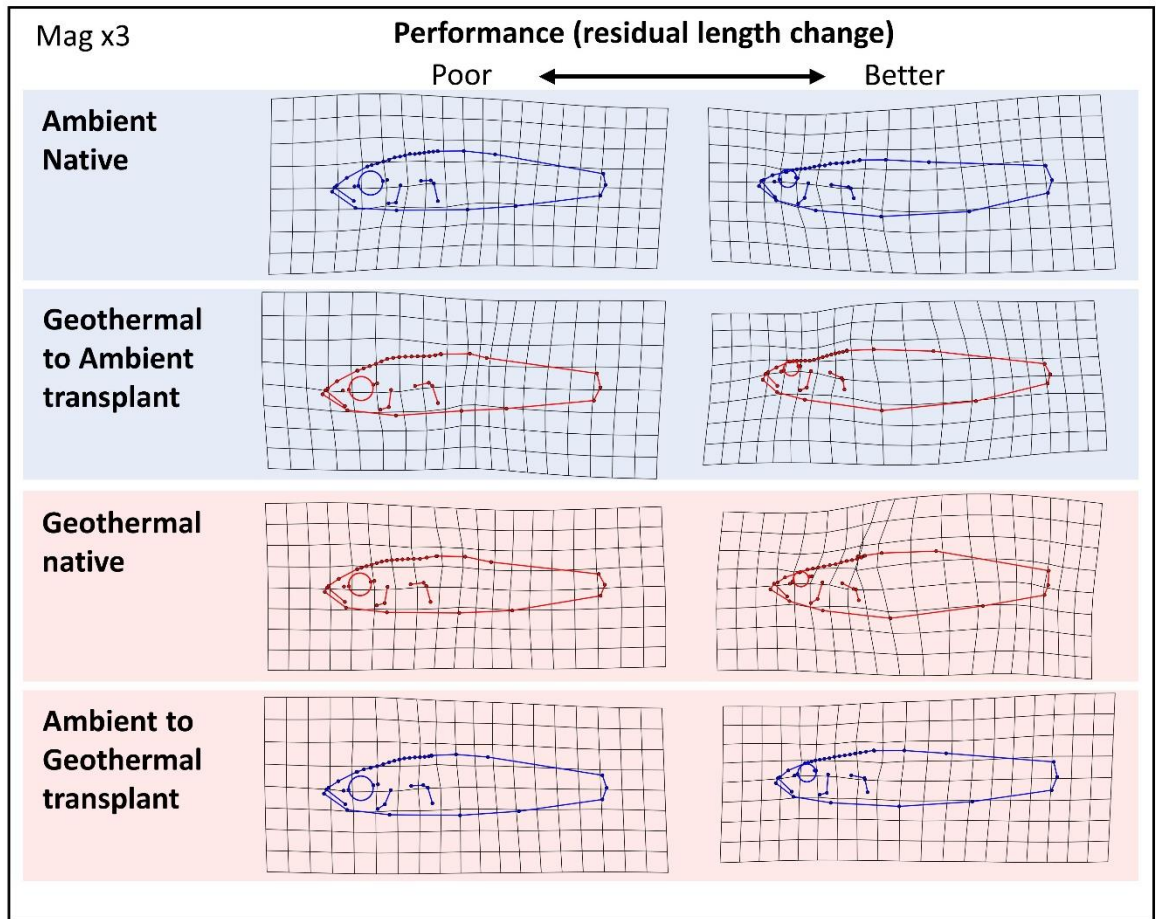 Mag x3
Performance (residual length change)
Poor
Better
Ambient
Native
Geothermal
to Ambient
transplant
Geothermal
native
Ambient to
Geothermal
transplant